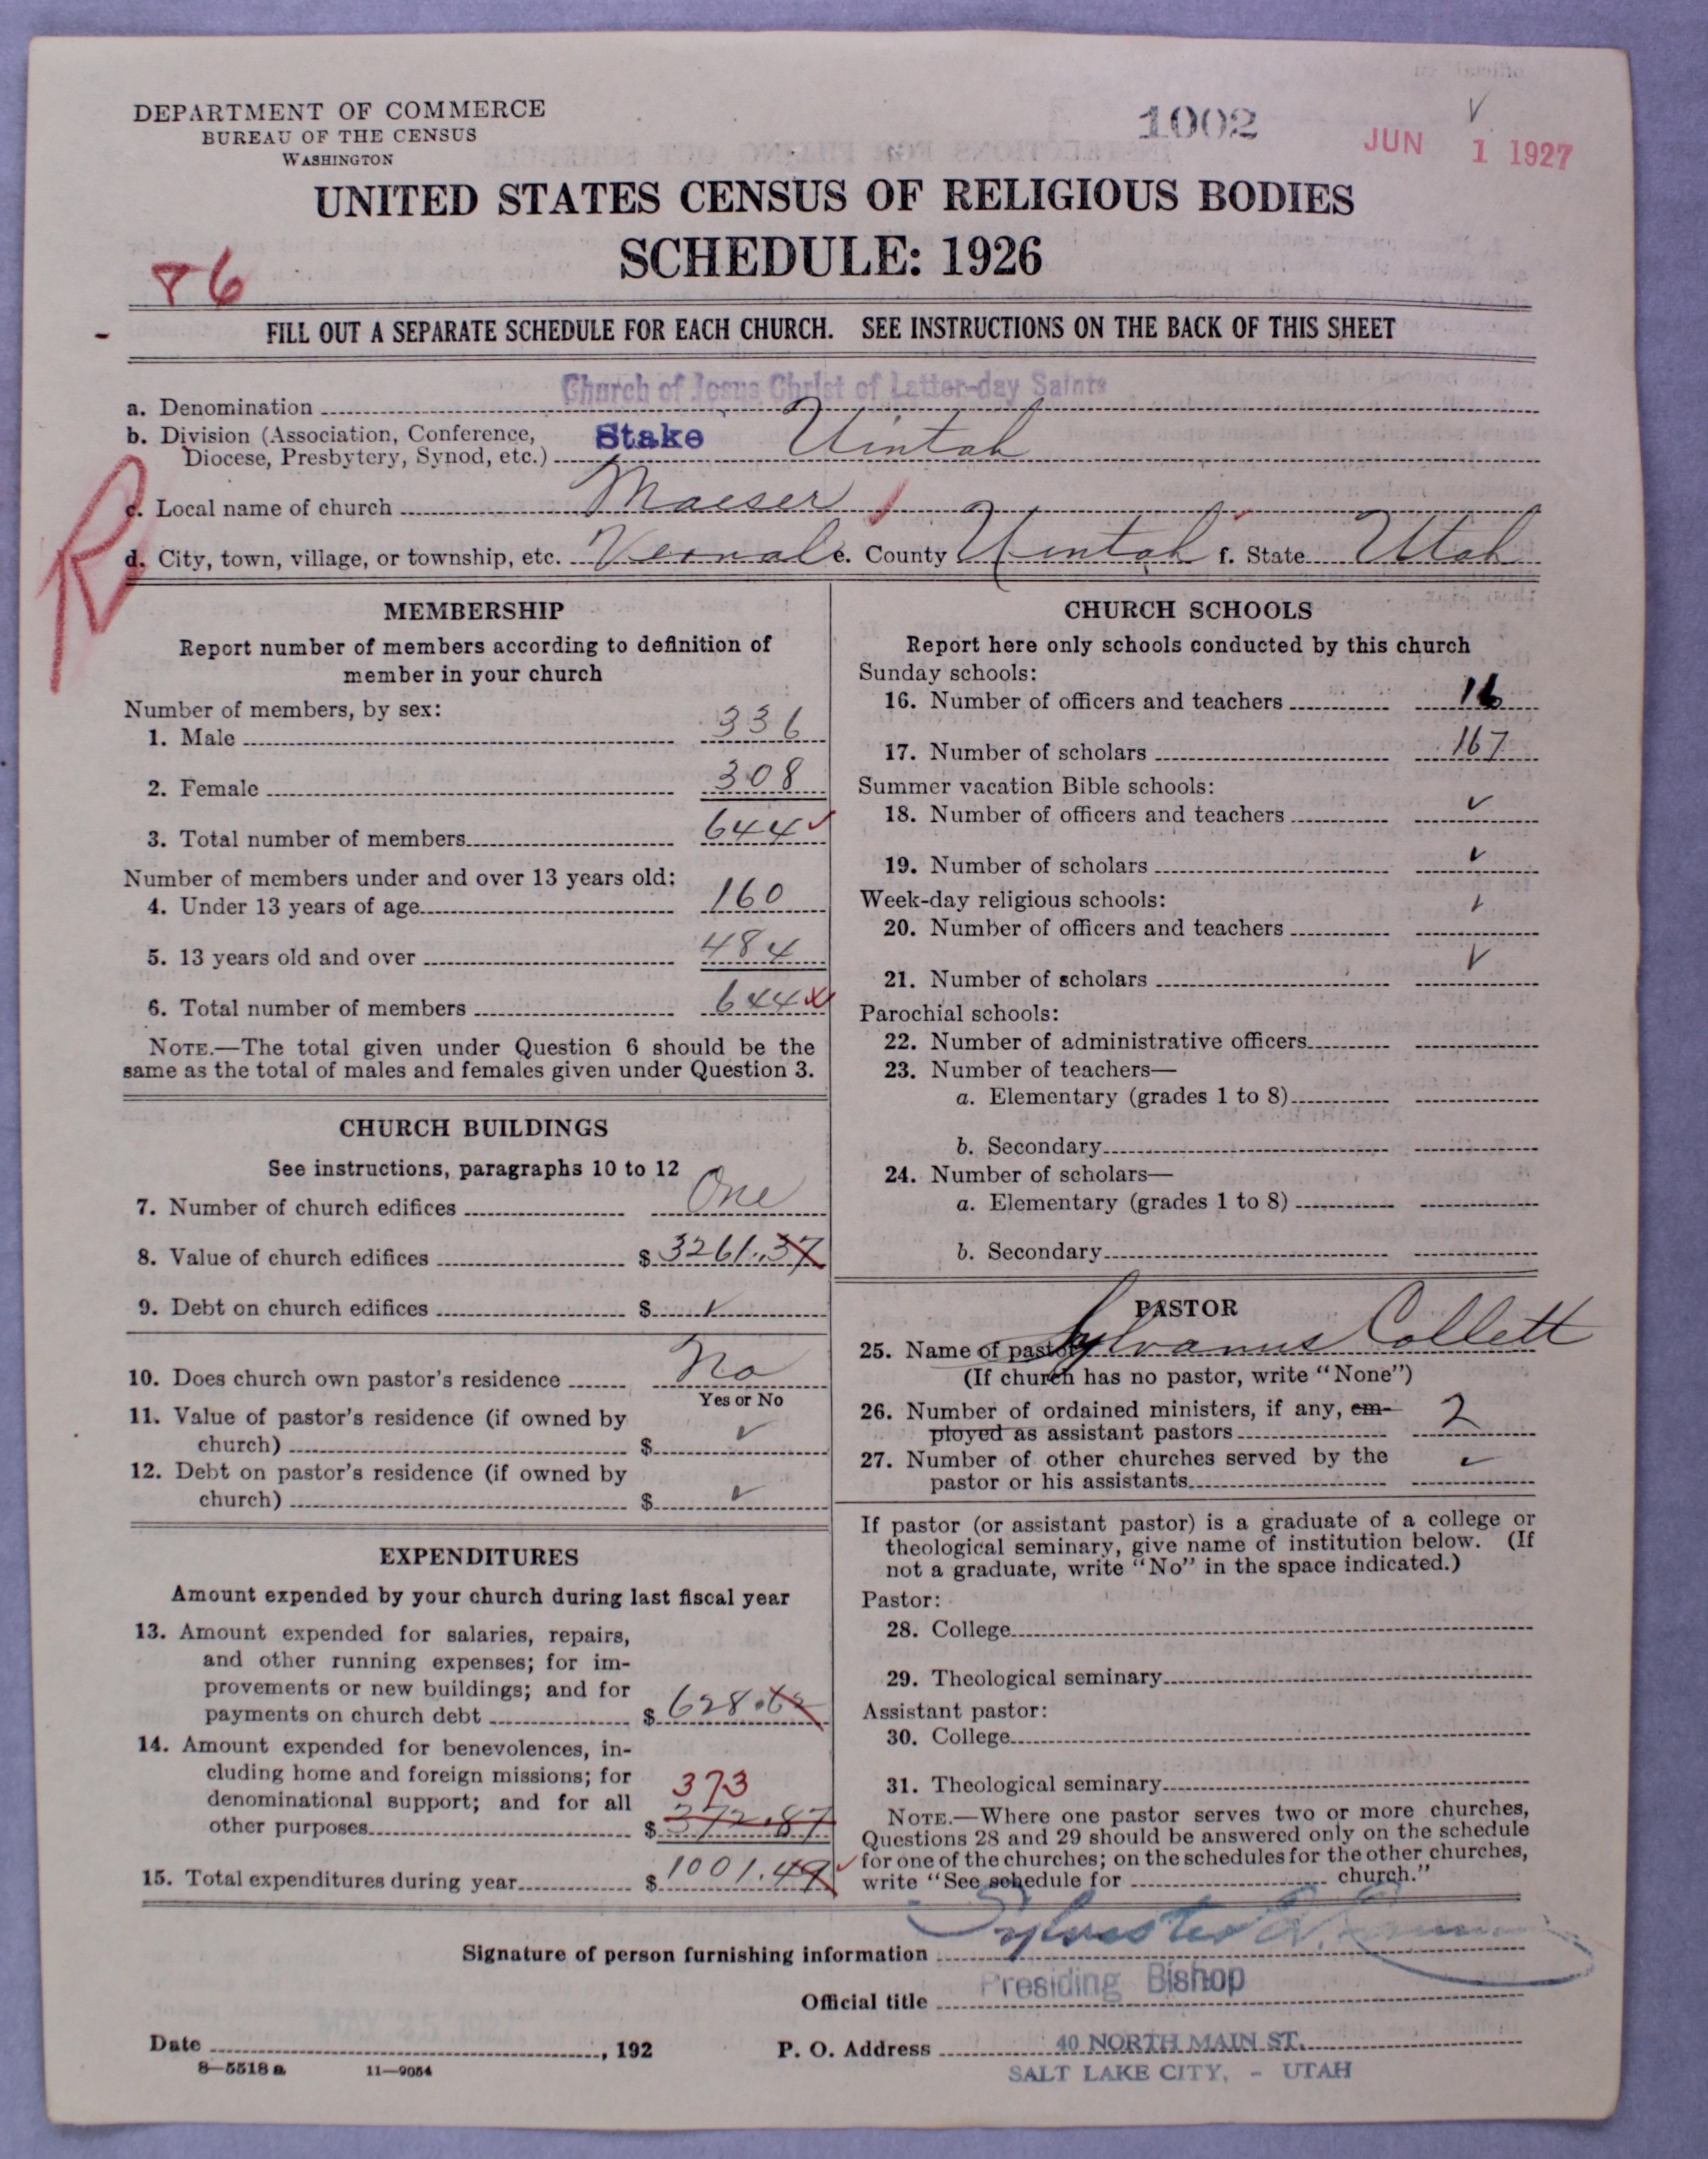 DEPARTMENT OF COMMERCE
BUREAU OF THE CENSUS
WASHINGTON
1002
JUN 1 1927
UNITED STATES CENSUS OF RELIGIOUS BODIES
SCHEDULE: 1926
86
FILL OUT A SEPARATE SCHEDULE FOR EACH CHURCH. SEE INSTRUCTIONS ON THE BACK OF THIS SHEET
a. Denomination Church of Jesus Christ of Latter-day Saints
b. Division (Association, Conference, Diocese, Presbytery, Synod, etc.) Stake Uintah
R
c. Local name of church Maeser
d. City, town, village, or township, etc. Vernal e. County Uintah f. State Utah
MEMBERSHIP
Report number of members according to definition of
member in your church
Number of members, by sex:
1. Male 336
2. Female 308
3. Total number of members 644
Number of members under and over 13 years old:
4. Under 13 years of age 160
5. 13 years old and over 484
6. Total number of members 644
NOTE.—The total given under Question 6 should be the
same as the total of males and females given under Question 3.
CHURCH BUILDINGS
See instructions, paragraphs 10 to 12
7. Number of church edifices One
8. Value of church edifices $ 3261.37
9. Debt on church edifices $
10. Does church own pastor's residence No
Yes or No
11. Value of pastor's residence (if owned by
church) $
12. Debt on pastor's residence (if owned by
church) $
EXPENDITURES
Amount expended by your church during last fiscal year
13. Amount expended for salaries, repairs,
and other running expenses; for im-
provements or new buildings; and for
payments on church debt $ 628.62
14. Amount expended for benevolences, in-
cluding home and foreign missions; for
denominational support; and for all 373
other purposes $ 372.87
15. Total expenditures during year $ 1001.49
CHURCH SCHOOLS
Report here only schools conducted by this church
Sunday schools:
16. Number of officers and teachers 16
17. Number of scholars 167
Summer vacation Bible schools:
18. Number of officers and teachers
19. Number of scholars
Week-day religious schools:
20. Number of officers and teachers
21. Number of scholars
Parochial schools:
22. Number of administrative officers
23. Number of teachers—
a. Elementary (grades 1 to 8)
b. Secondary
24. Number of scholars—
a. Elementary (grades 1 to 8)
b. Secondary
PASTOR
25. Name of pastor Sylvanus Collett
(If church has no pastor, write "None")
26. Number of ordained ministers, if any, em-
ployed as assistant pastors 2
27. Number of other churches served by the
pastor or his assistants
If pastor (or assistant pastor) is a graduate of a college or
theological seminary, give name of institution below. (If
not a graduate, write "No" in the space indicated.)
Pastor:
28. College
29. Theological seminary
Assistant pastor:
30. College
31. Theological seminary
NOTE.—Where one pastor serves two or more churches,
Questions 28 and 29 should be answered only on the schedule
for one of the churches; on the schedules for the other churches,
write "See schedule for church."
Signature of person furnishing information Sylvester Q.
Official title Presiding Bishop
Date , 192
P. O. Address 40 NORTH MAIN ST.
SALT LAKE CITY, - UTAH
8—5518 a 11—9054